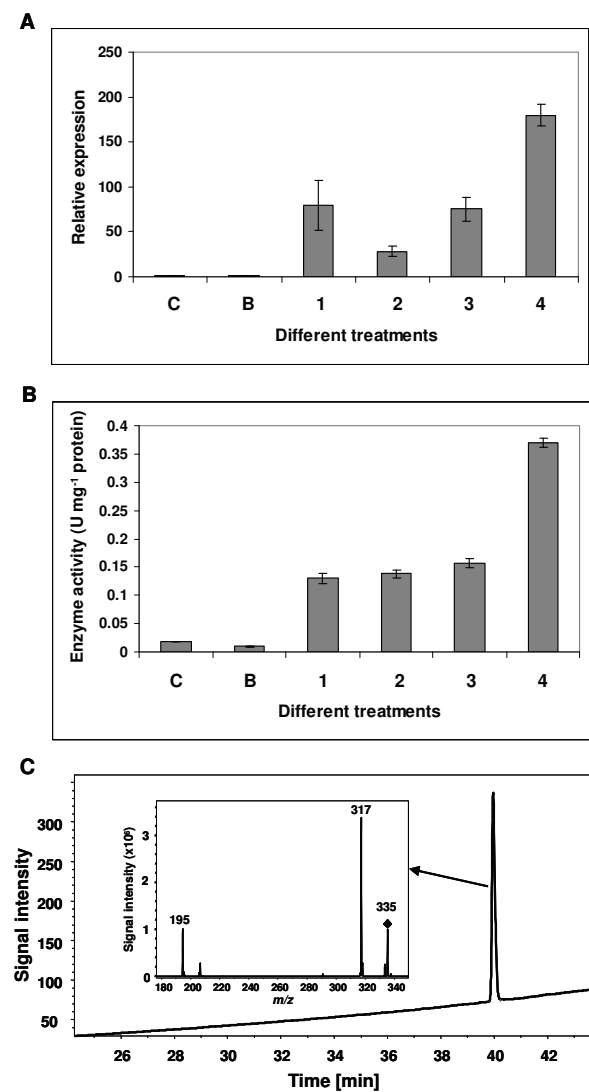 A
Relative expression
250
200
150
100
50
0
C B 1 2 3 4
Different treatments
B
Enzyme activity (U mg⁻¹ protein)
0.4
0.35
0.3
0.25
0.2
0.15
0.1
0.05
0
C B 1 2 3 4
Different treatments
C
Signal intensity
300
250
200
150
100
50
Signal intensity (x10⁶)
3
2
1
0
195
317
335
180 200 220 240 260 280 300 320 340
m/z
26 28 30 32 34 36 38 40 42
Time [min]